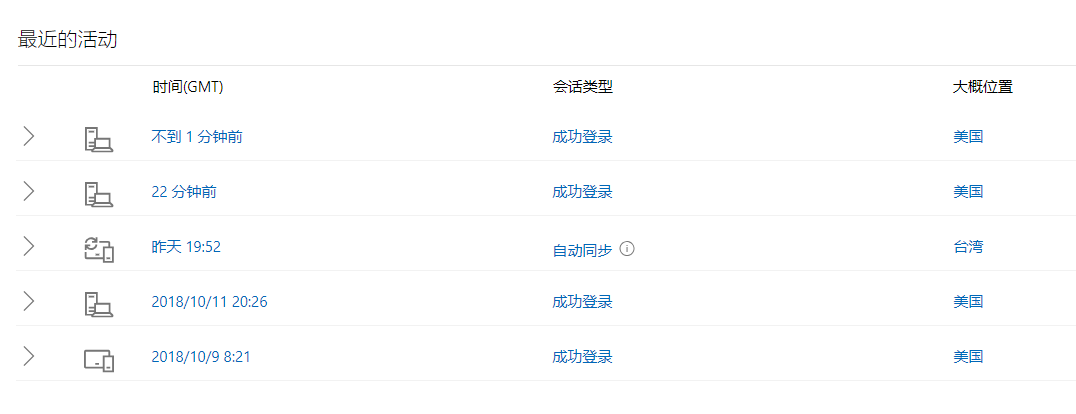 最近的活动
时间(GMT) 会话类型 大概位置
不到 1 分钟前 成功登录 美国
22 分钟前 成功登录 美国
昨天 19:52 自动同步 台湾
2018/10/11 20:26 成功登录 美国
2018/10/9 8:21 成功登录 美国